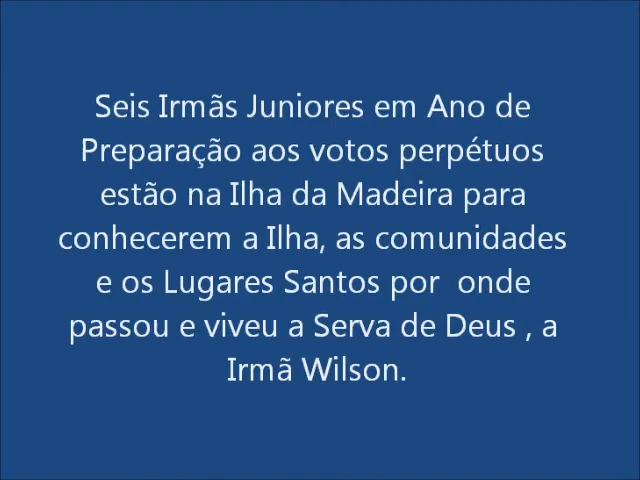 Seis Irmãs Juniores em Ano de
Preparação aos votos perpétuos
estão na Ilha da Madeira para
conhecerem a Ilha, as comunidades
e os Lugares Santos por  onde
passou e viveu a Serva de Deus , a
Irmã Wilson.